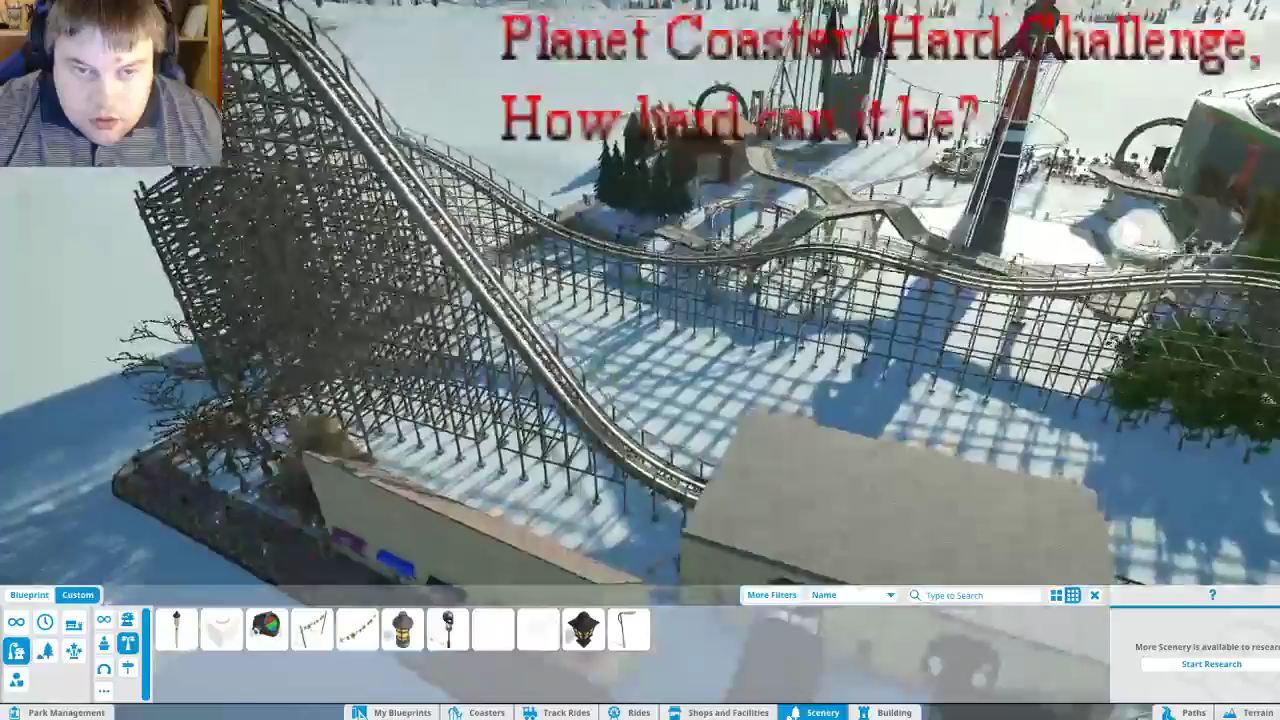 Planet Coaster: Hard Challenge,
How hard can it be?
Blueprint
Custom
More Filters
Name
Type to Search
?
More Scenery is available to resear
Start Research
Park Management
My Blueprints
Coasters
Track Rides
Rides
Shops and Facilities
Scenery
Building
Paths
Terrain